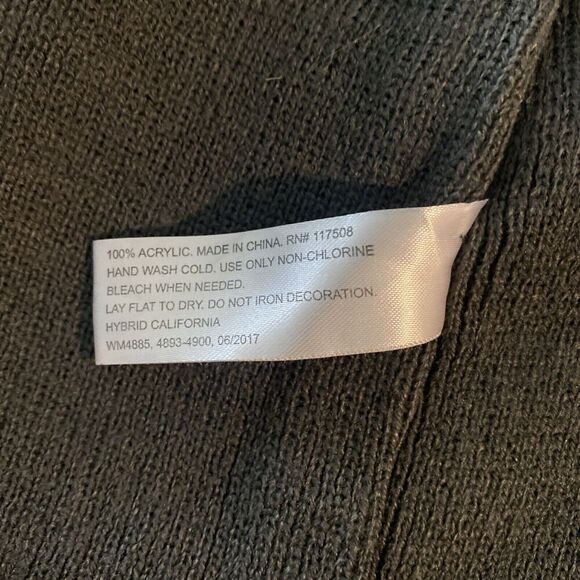 100% ACRYLIC. MADE IN CHINA. RN# 117508
HAND WASH COLD. USE ONLY NON-CHLORINE
BLEACH WHEN NEEDED.
LAY FLAT TO DRY. DO NOT IRON DECORATION.
HYBRID CALIFORNIA
WM4885, 4893-4900, 06/2017